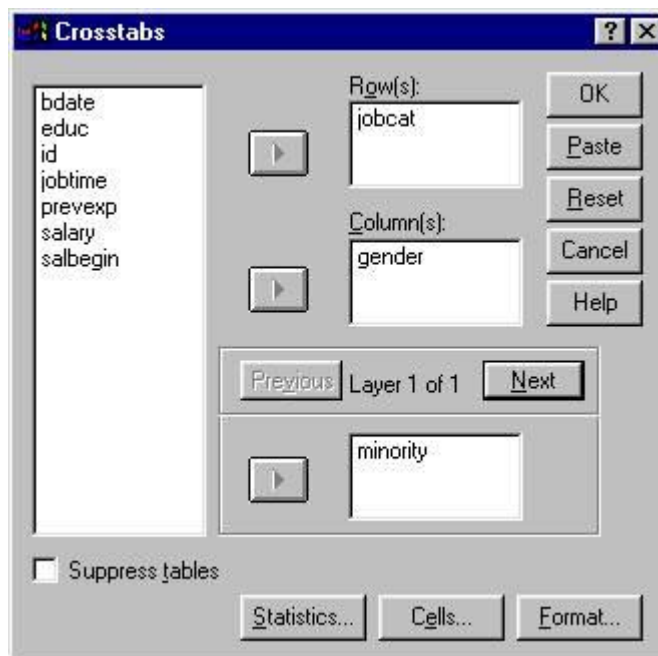 Crosstabs
bdate
educ
id
jobtime
prevexp
salary
salbegin
Row(s):
jobcat
Column(s):
gender
Previous Layer 1 of 1 Next
minority
OK
Paste
Reset
Cancel
Help
Suppress tables
Statistics... Cells... Format...